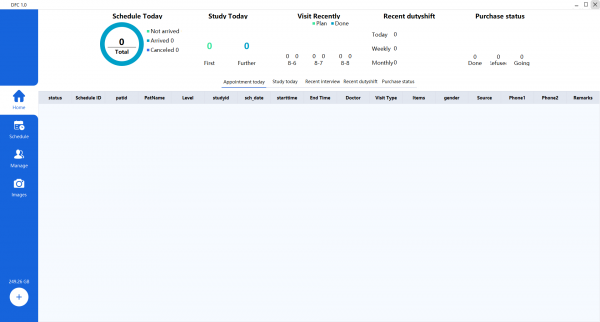 DYC 1.0
Schedule Today
Study Today
Visit Recently
Recent dutyshift
Purchase status
0
Total
Not arrived
Arrived 0
Canceled 0
0 0
First Further
Plan Done
0 0 0 0 0 0
8-6 8-7 8-8
Today 0
Weekly 0
Monthly 0
0 0 0
Done Going
Appointment today Study today Recent interview Recent dutyshift Purchase status
status Schedule ID patid PatName Level studyid sch_date starttime End Time Doctor Visit Type Items gender Source Phone1 Phone2 Remarks
Home
Schedule
Manage
Images
269.26 GB